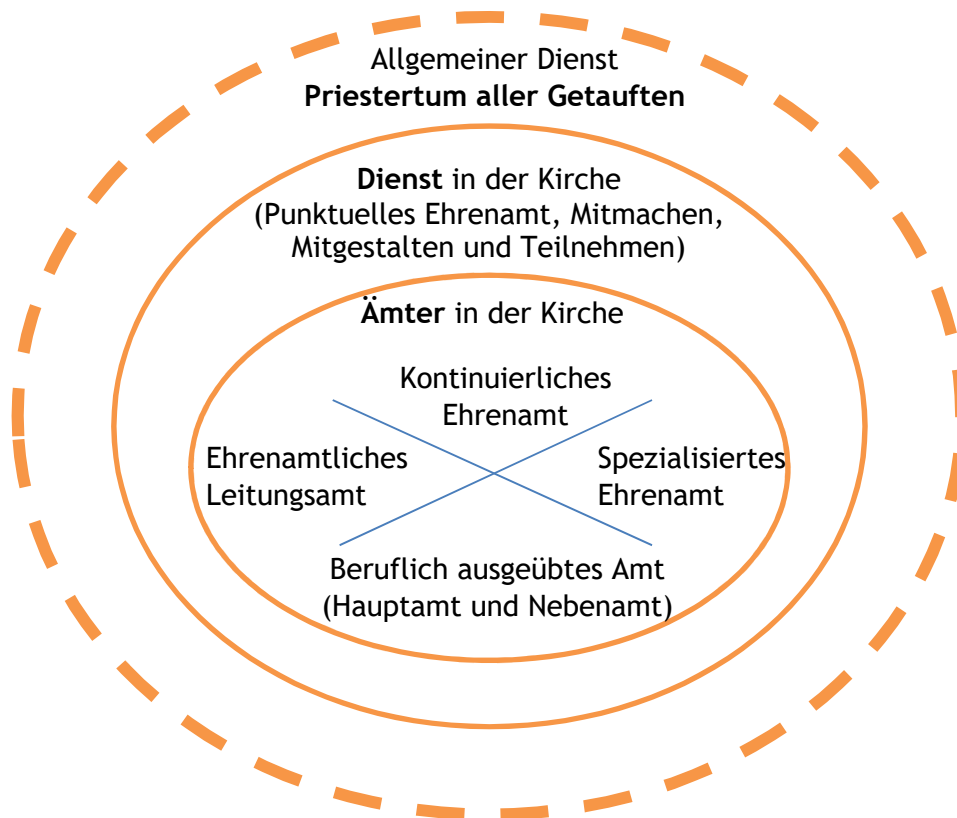 Allgemeiner Dienst
Priestertum aller Getauften
Dienst in der Kirche
(Punktuelles Ehrenamt, Mitmachen,
Mitgestalten und Teilnehmen)
Ämter in der Kirche
Kontinuierliches
Ehrenamt
Ehrenamtliches
Leitungsamt
Spezialisiertes
Ehrenamt
Beruflich ausgeübtes Amt
(Hauptamt und Nebenamt)